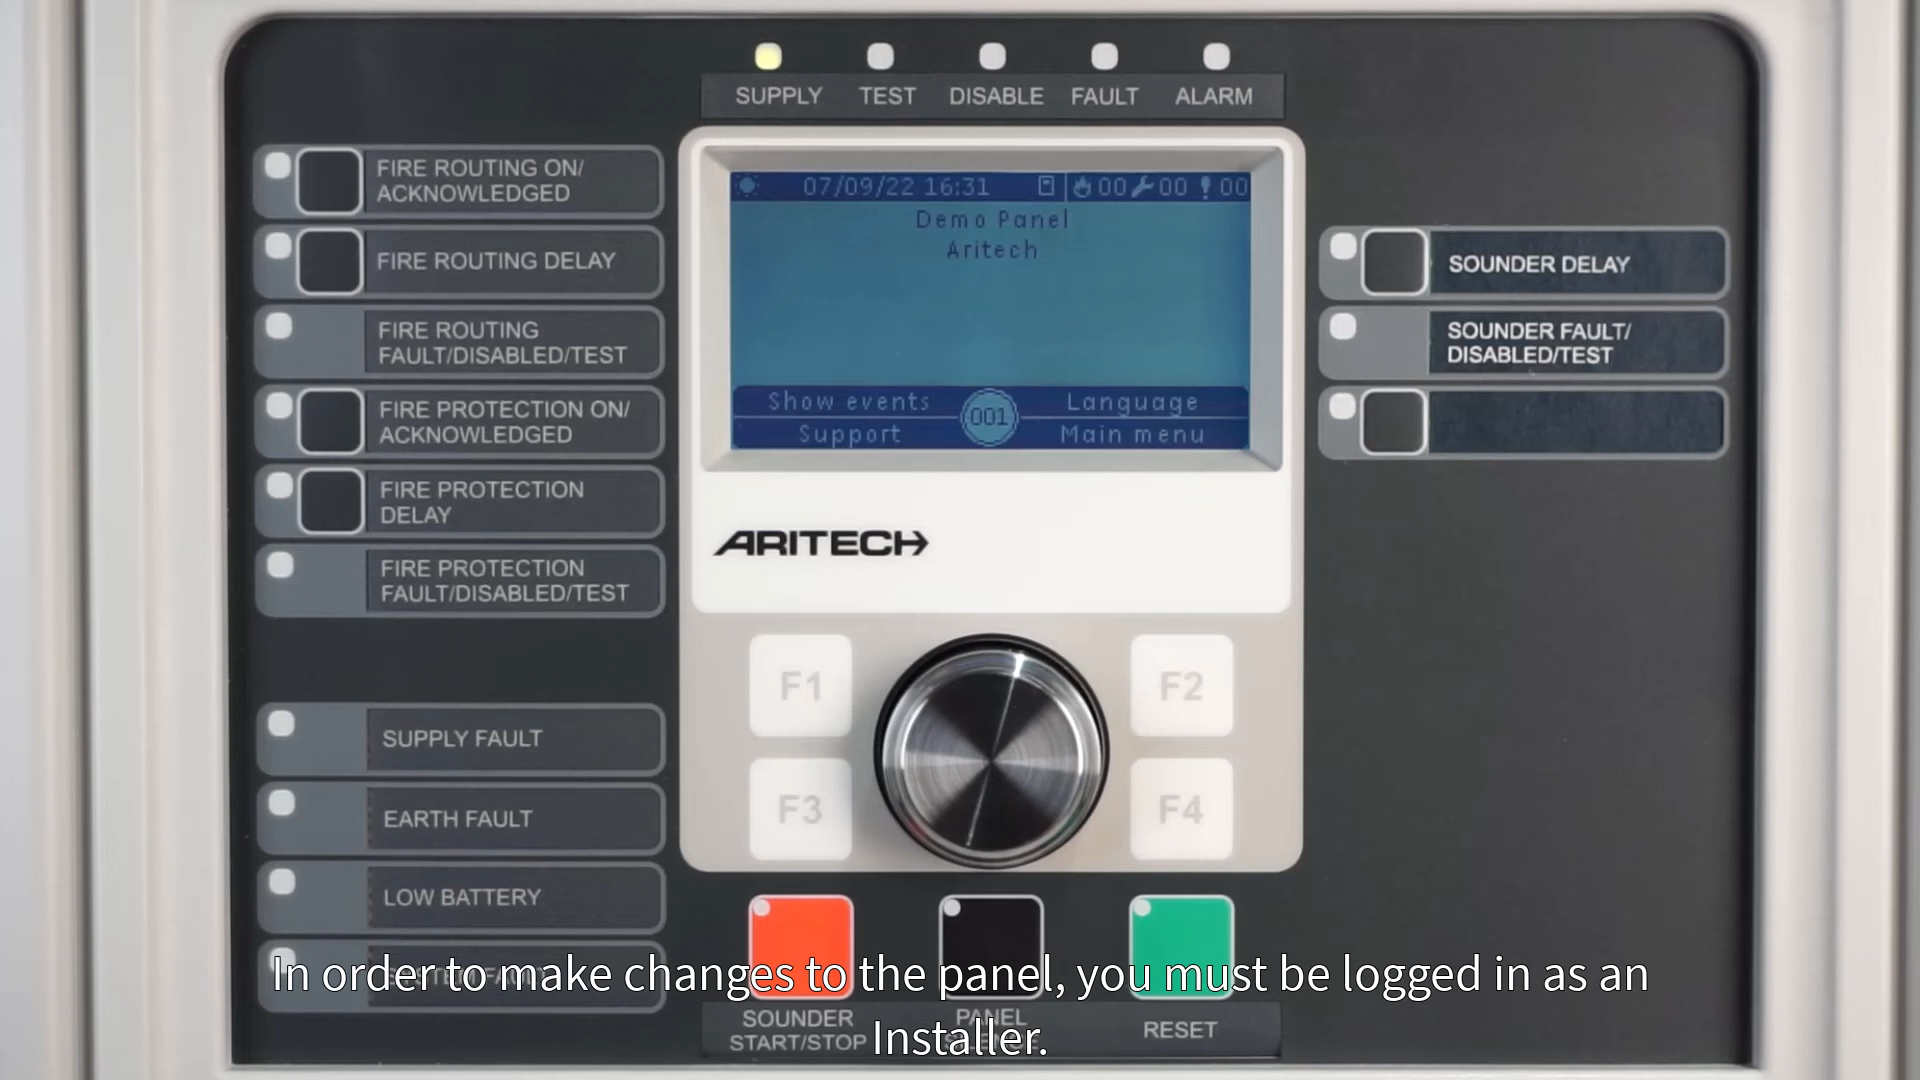 SUPPLY TEST DISABLE FAULT ALARM
FIRE ROUTING ON/
ACKNOWLEDGED
FIRE ROUTING DELAY
FIRE ROUTING
FAULT/DISABLED/TEST
FIRE PROTECTION ON/
ACKNOWLEDGED
FIRE PROTECTION
DELAY
FIRE PROTECTION
FAULT/DISABLED/TEST
SUPPLY FAULT
EARTH FAULT
LOW BATTERY
07/09/22 16:31 00 00 00
Demo Panel
Aritech
Show events Language
001
Support Main menu
ARITECH
F1 F2
F3 F4
SOUNDER DELAY
SOUNDER FAULT/
DISABLED/TEST
SOUNDER
START/STOP
PANEL
RESET
In order to make changes to the panel, you must be logged in as an
Installer.